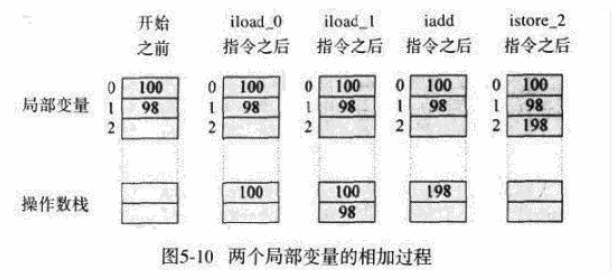 开始 iload_0 iload_1 iadd istore_2
之前 指令之后 指令之后 指令之后 指令之后
0 100 0 100 0 100 0 100 0 100
局部变量 1 98 1 98 1 98 1 98 1 98
2 2 2 2 2 198
操作数栈 100 100 198
98
图5-10 两个局部变量的相加过程